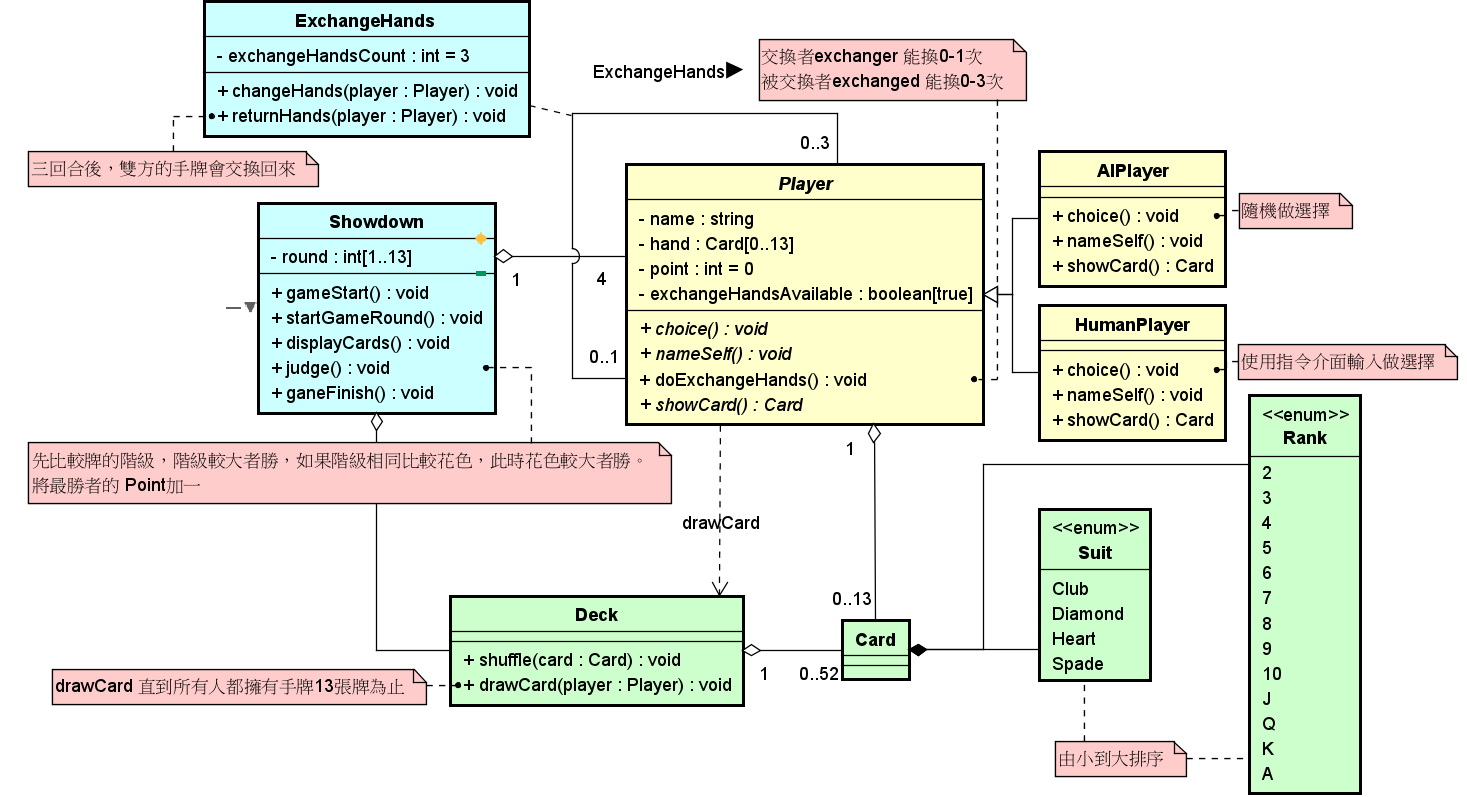 ExchangeHands
- exchangeHandsCount : int = 3
+ changeHands(player : Player) : void
+ returnHands(player : Player) : void
三回合後，雙方的手牌會交換回來
ExchangeHands
交換者exchanger 能換0-1次
被交換者exchanged 能換0-3次
0..3
Showdown
- round : int[1..13]
+ gameStart() : void
+ startGameRound() : void
+ displayCards() : void
+ judge() : void
+ ganeFinish() : void
1
4
0..1
Player
- name : string
- hand : Card[0..13]
- point : int = 0
- exchangeHandsAvailable : boolean[true]
+ choice() : void
+ nameSelf() : void
+ doExchangeHands() : void
+ showCard() : Card
AIPlayer
+ choice() : void
+ nameSelf() : void
+ showCard() : Card
隨機做選擇
HumanPlayer
+ choice() : void
+ nameSelf() : void
+ showCard() : Card
使用指令介面輸入做選擇
先比較牌的階級，階級較大者勝，如果階級相同比較花色，此時花色較大者勝。
將最勝者的 Point加一
1
drawCard
0..13
Deck
+ shuffle(card : Card) : void
+ drawCard(player : Player) : void
drawCard 直到所有人都擁有手牌13張牌為止
1
0..52
Card
<<enum>>
Suit
Club
Diamond
Heart
Spade
<<enum>>
Rank
2
3
4
5
6
7
8
9
10
J
Q
K
A
由小到大排序